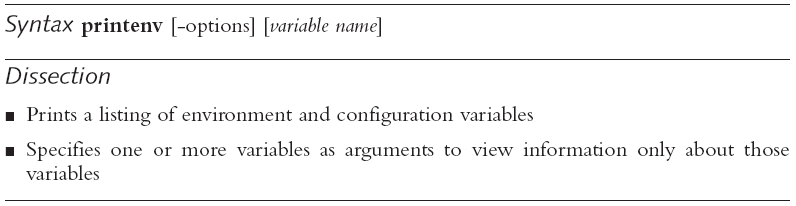 Syntax printenv [-options] [variable name]
Dissection
■ Prints a listing of environment and configuration variables
■ Specifies one or more variables as arguments to view information only about those
variables